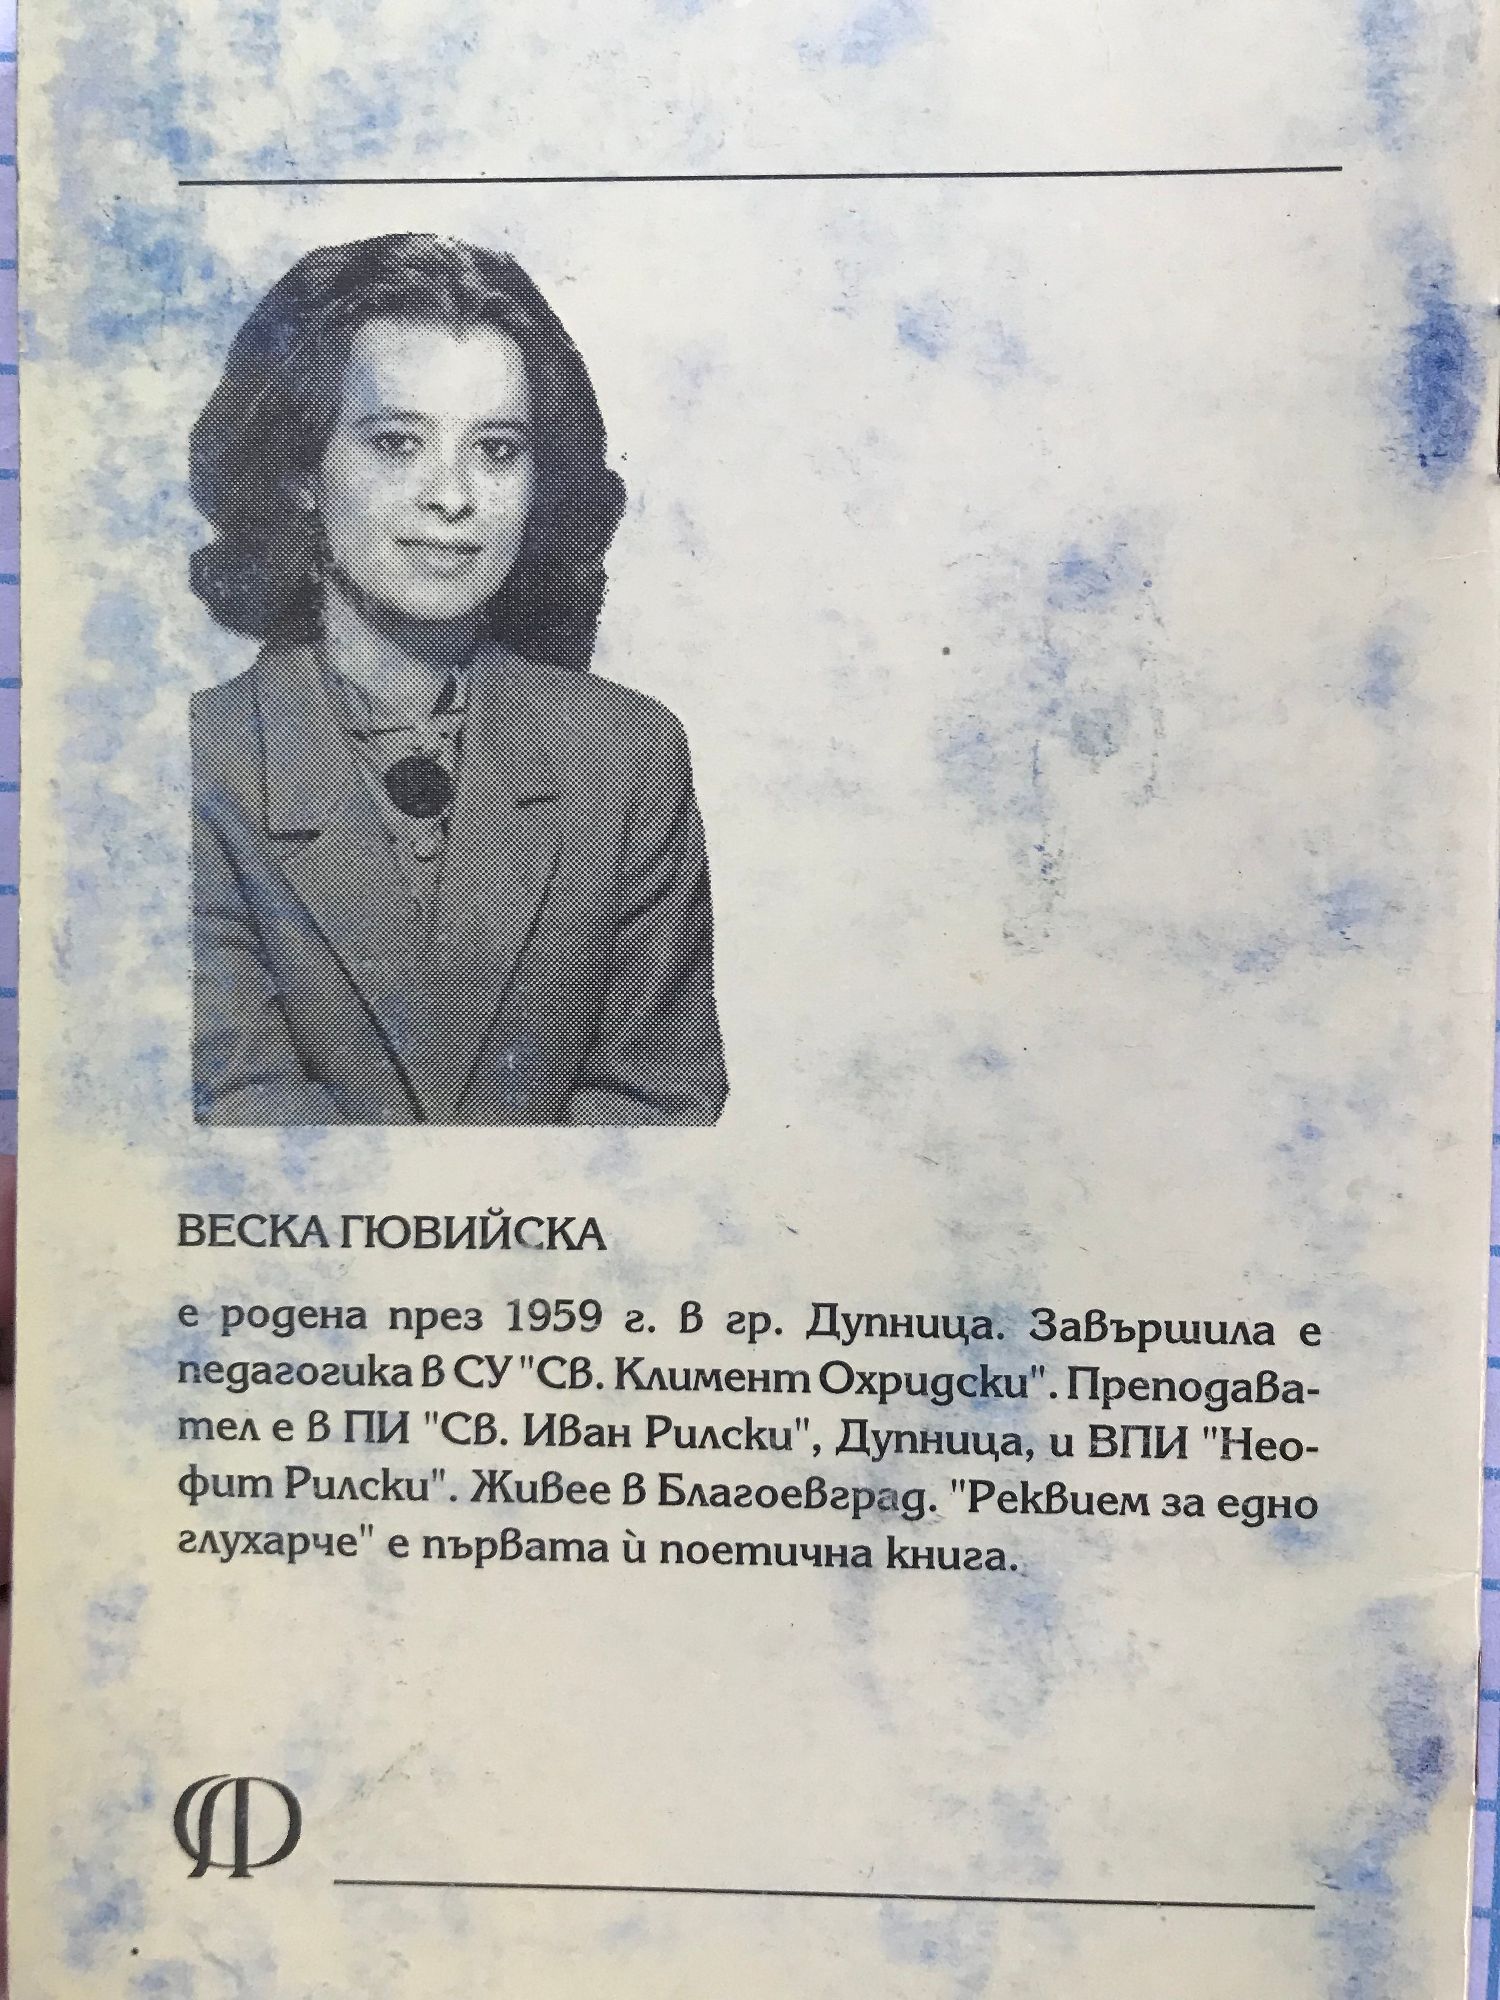 ВЕСКА ГЮВИЙСКА
е родена през 1959 г. в гр. Дупница. Завършила е
педагогика в СУ "Св. Климент Охридски". Преподава-
тел е в ПИ "Св. Иван Рилски", Дупница, и ВПИ "Нео-
фит Рилски". Живее в Благоевград. "Реквием за едно
глухарче" е първата ѝ поетична книга.